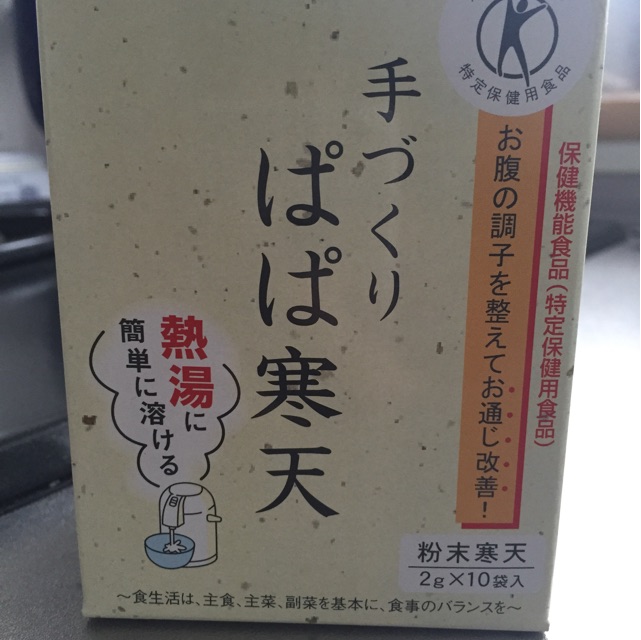 特定保健用食品
保健機能食品(特定保健用食品)
お腹の調子を整えてお通じ改善!
手づくり
ぱぱ寒天
熱湯に
簡単に溶ける
粉末寒天
2g×10袋入
〜食生活は、主食、主菜、副菜を基本に、食事のバランスを〜